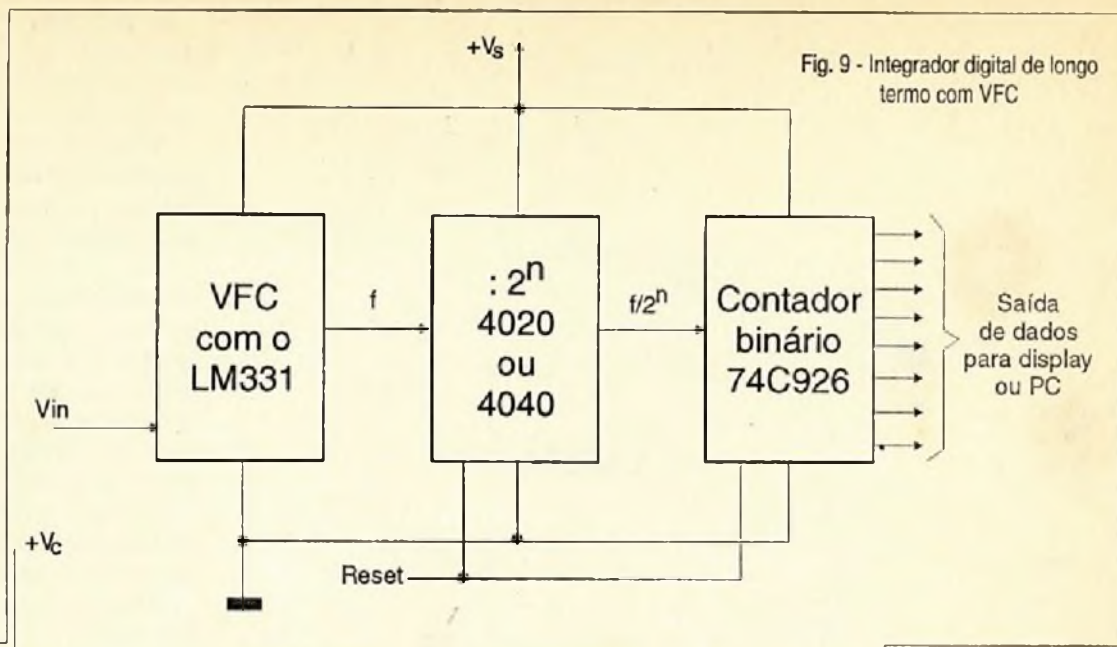 +Vs
Fig. 9 - Integrador digital de longo
termo com VFC
VFC
com o
LM331
f
: 2ⁿ
4020
ou
4040
f/2ⁿ
Contador
binário
74C926
Saída
de dados
para display
ou PC
Vin
+Vc
Reset